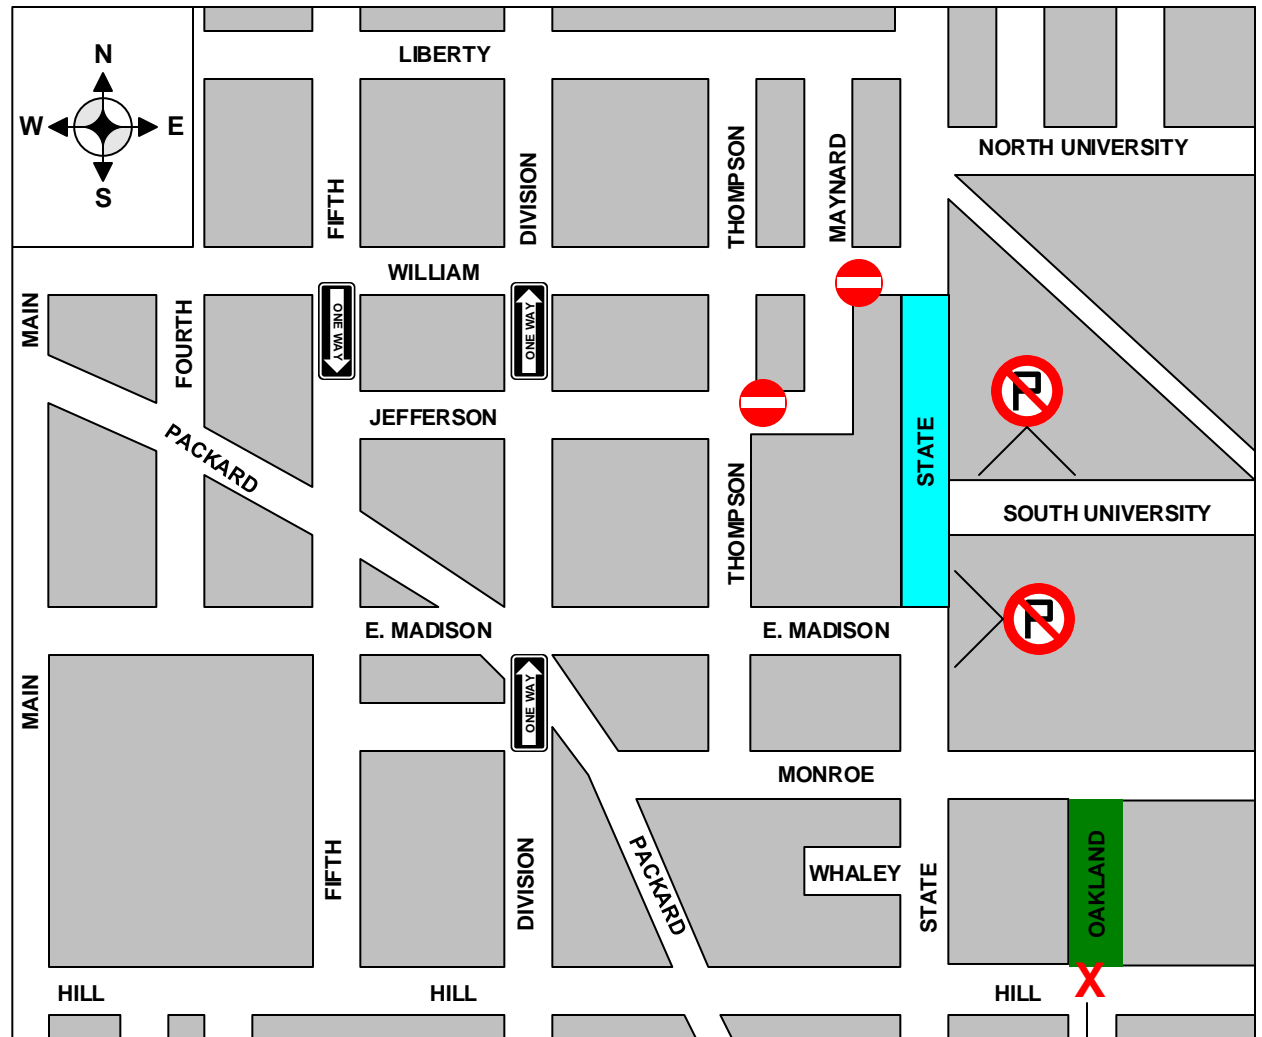 LIBERTY
N
W
E
S
NORTH UNIVERSITY
THOMPSON
MAYNARD
FIFTH
DIVISION
WILLIAM
MAIN
FOURTH
ONE WAY
ONE WAY
P
JEFFERSON
PACKARD
STATE
THOMPSON
SOUTH UNIVERSITY
P
E. MADISON
E. MADISON
MAIN
ONE WAY
MONROE
FIFTH
DIVISION
PACKARD
WHALEY
STATE
OAKLAND
X
HILL
HILL
HILL